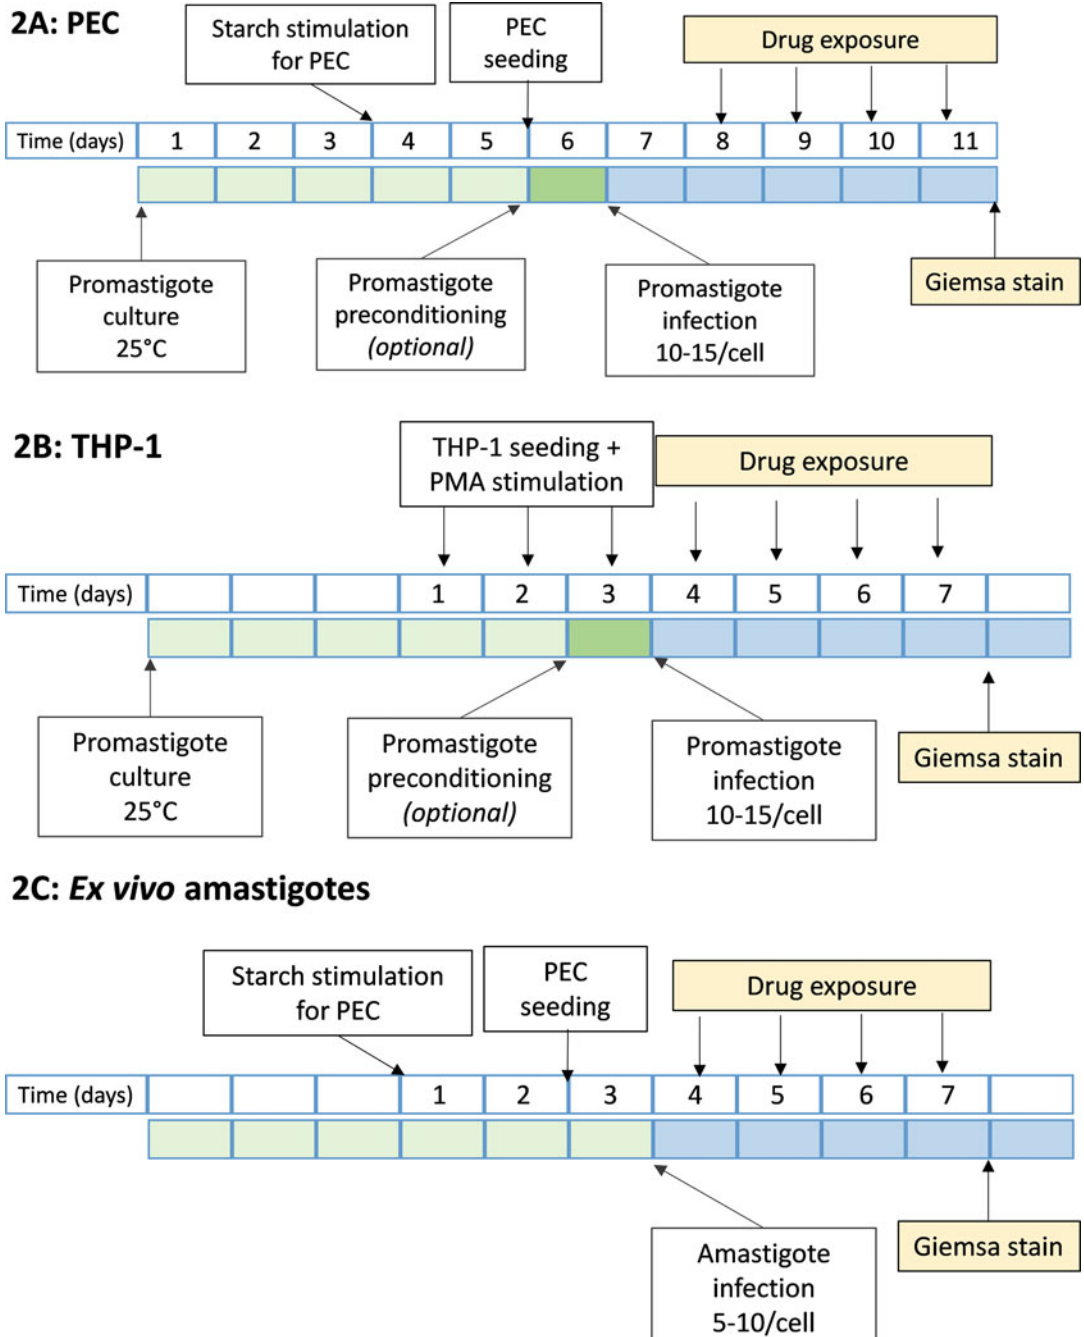 2A: PEC
Starch stimulation
for PEC
PEC
seeding
Drug exposure
Time (days) 1 2 3 4 5 6 7 8 9 10 11
Promastigote
culture
25°C
Promastigote
preconditioning
(optional)
Promastigote
infection
10-15/cell
Giemsa stain
2B: THP-1
THP-1 seeding +
PMA stimulation
Drug exposure
Time (days) 1 2 3 4 5 6 7
Promastigote
culture
25°C
Promastigote
preconditioning
(optional)
Promastigote
infection
10-15/cell
Giemsa stain
2C: Ex vivo amastigotes
Starch stimulation
for PEC
PEC
seeding
Drug exposure
Time (days) 1 2 3 4 5 6 7
Amastigote
infection
5-10/cell
Giemsa stain